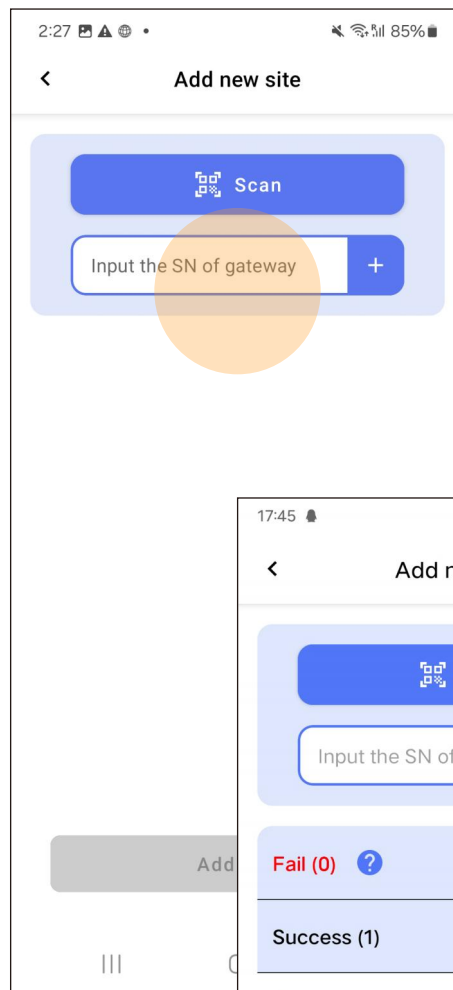 2:27 85%
Add new site
Scan
Input the SN of gateway +
17:45
Add
Input the SN of
Add
Fail (0) ?
Success (1)